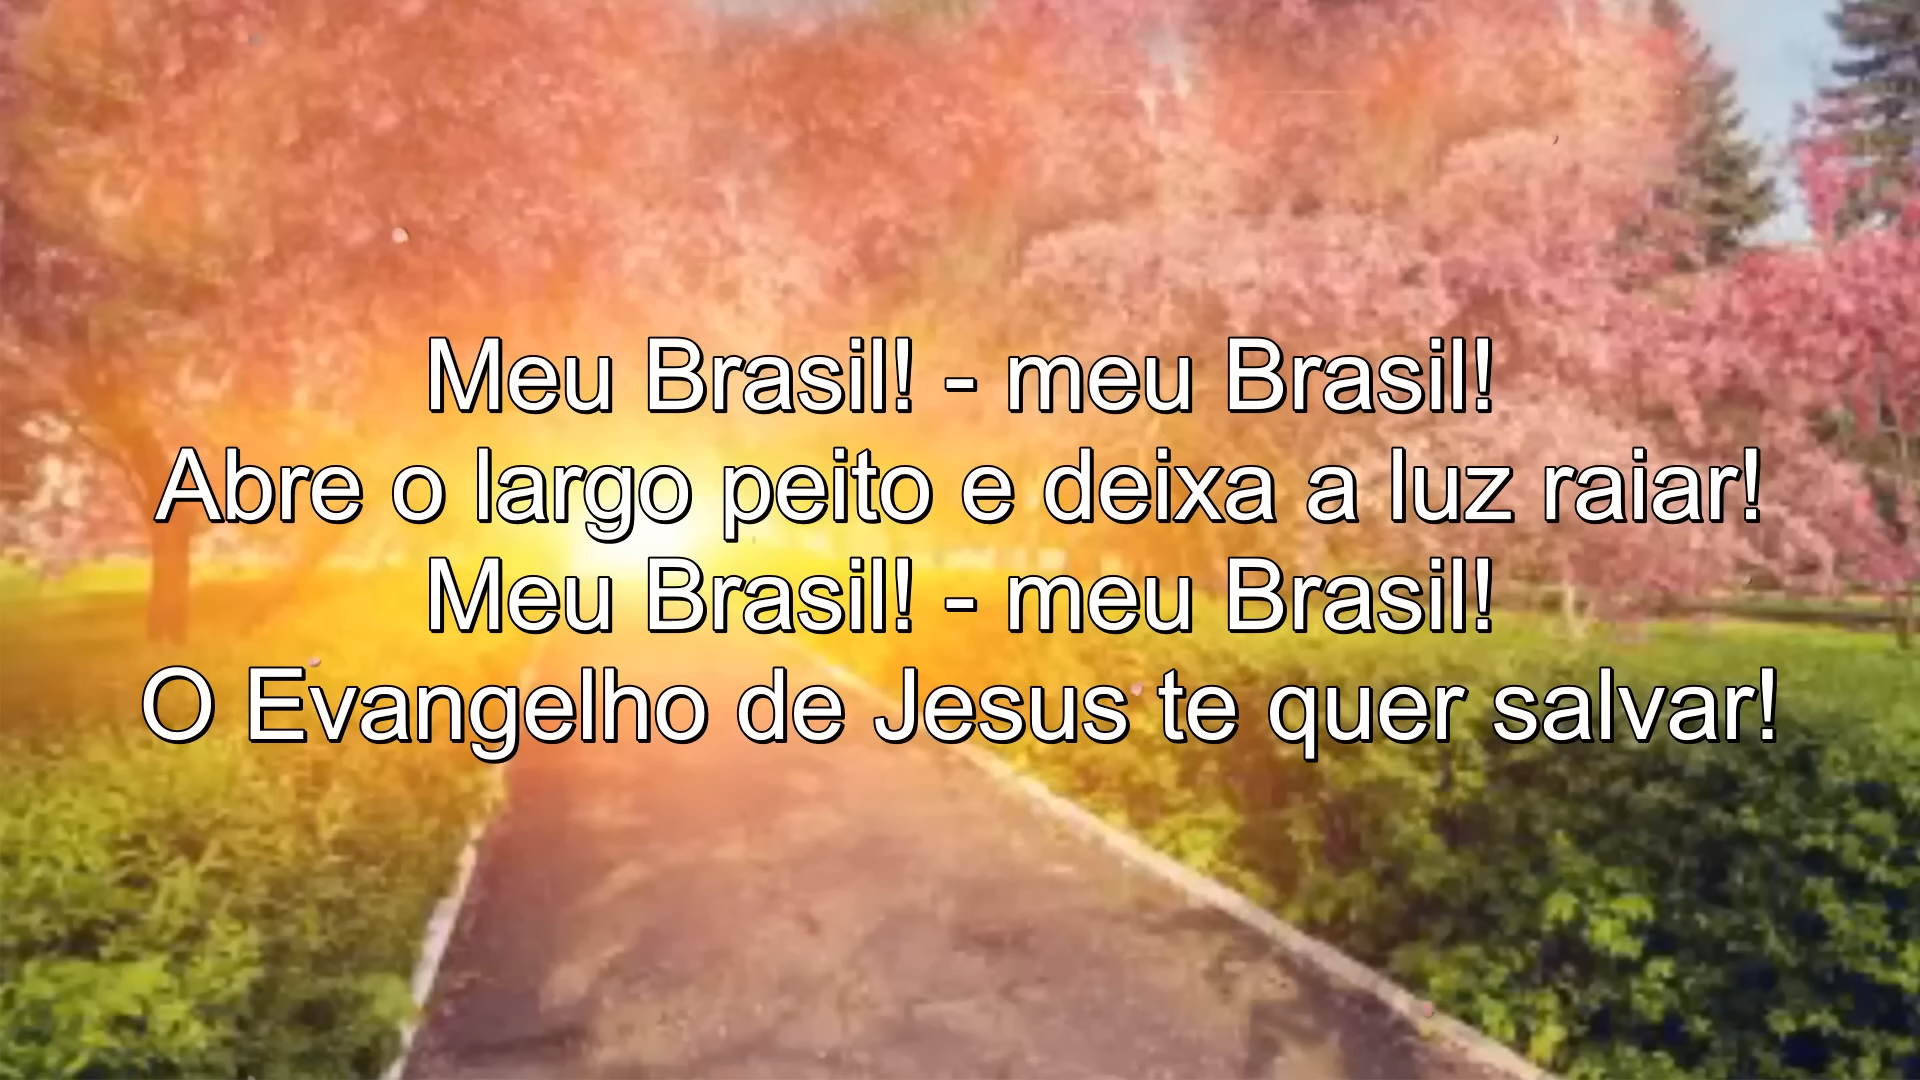 Meu Brasil! - meu Brasil!
Abre o largo peito e deixa a luz raiar!
Meu Brasil! - meu Brasil!
O Evangelho de Jesus te quer salvar!